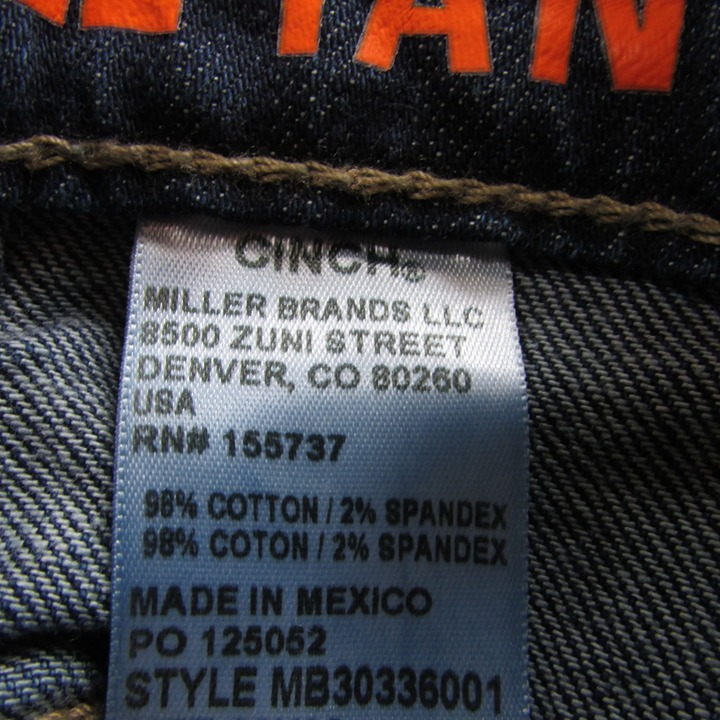 TAN
CINCH®
MILLER BRANDS LLC
8500 ZUNI STREET
DENVER, CO 80260
USA
RN# 155737
98% COTTON / 2% SPANDEX
98% COTON / 2% SPANDEX
MADE IN MEXICO
PO 125052
STYLE MB30336001